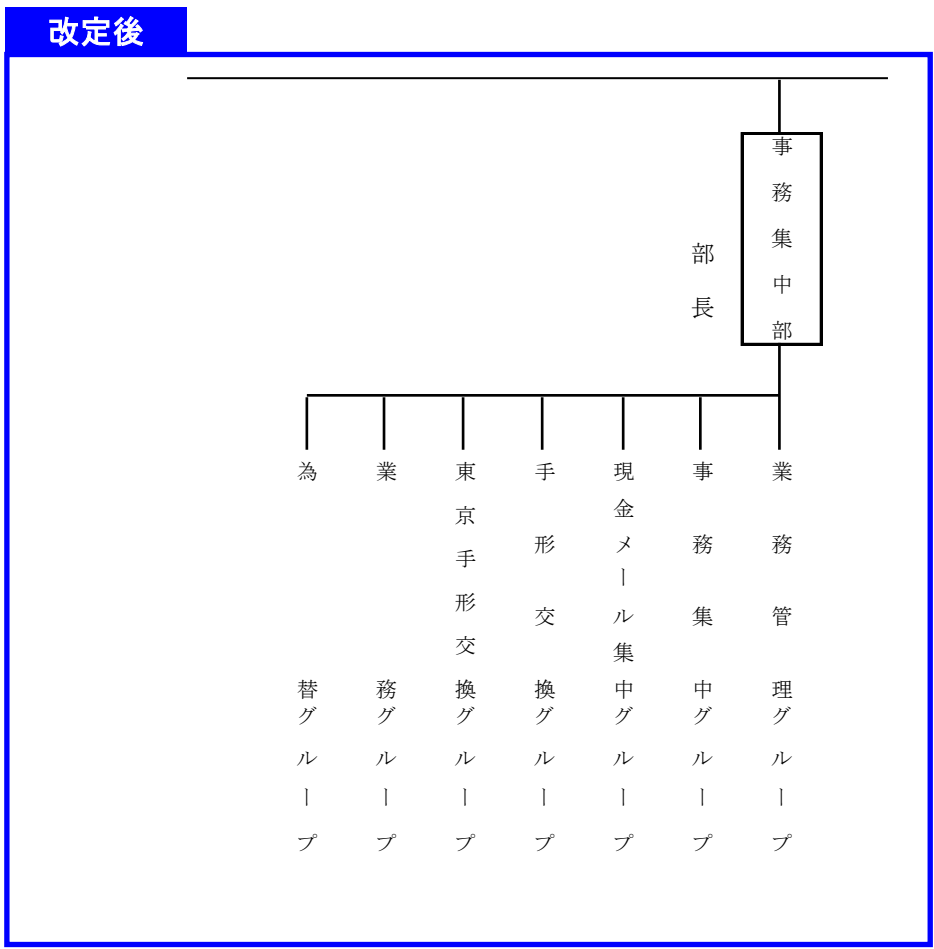 改定後
事務集中部
部長
業務管理グループ
事務集中グループ
現金メール集中グループ
手形交換グループ
東京手形交換グループ
業務グループ
為替グループ